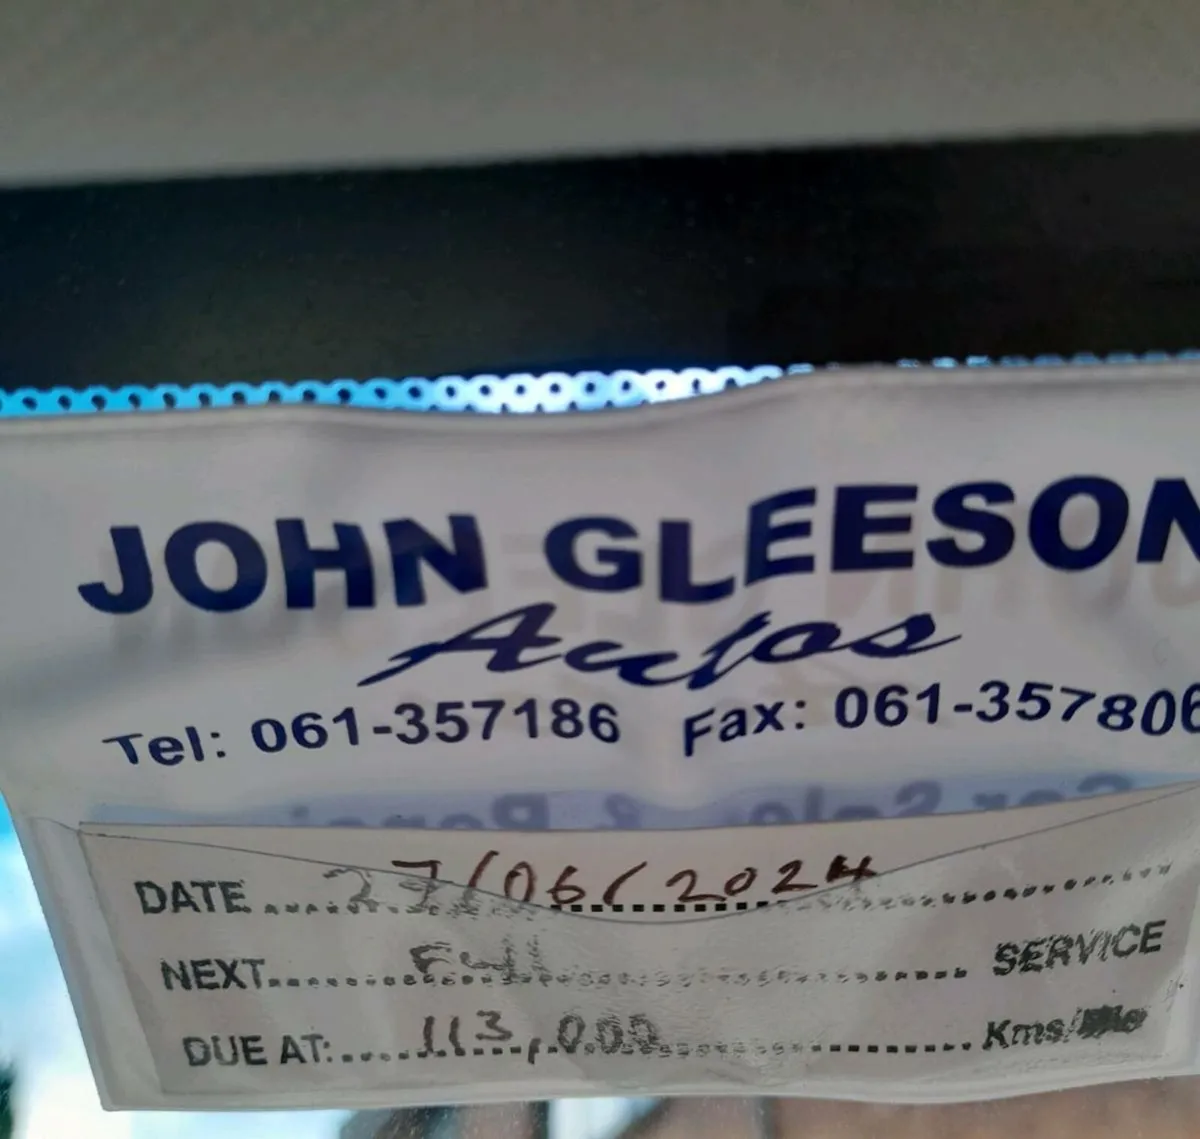 JOHN GLEESON
Autos
Tel: 061-357186 Fax: 061-357806
DATE 27/06/2024
NEXT SERVICE
DUE AT: 113,000 Kms/